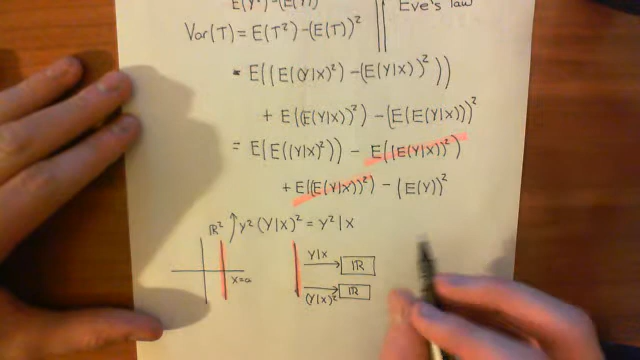 Eve's law
Var(T) = E(T²) - (E(T))²
= E((E(Y|X)²) - (E(Y|X))²))
+ E((E(Y|X))²) - (E(E(Y|X)))²
= E(E((Y|X)²)) - E((E(Y|X))²)
+ E((E(Y|X))²) - (E(Y))²
ℝ² Y² (Y|X)² = Y²|X
X=a
Y|X ℝ
(Y|X)² ℝ